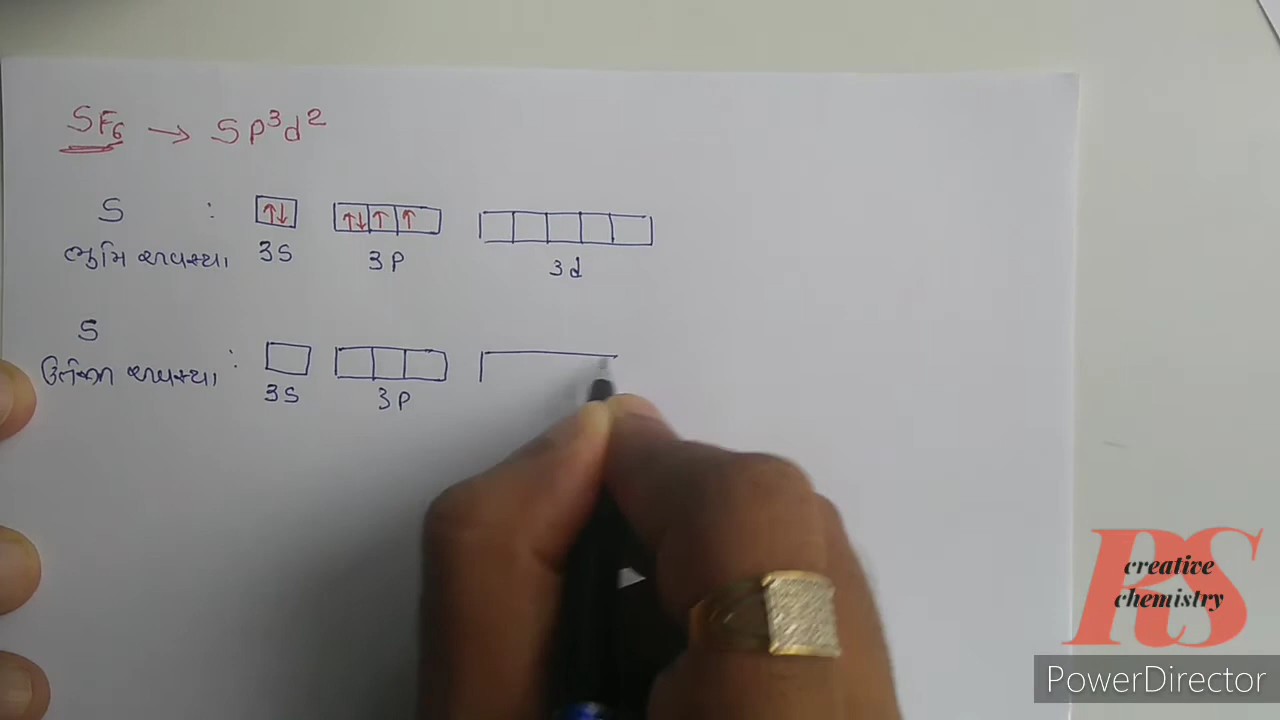 SF₆ → SP³d²
S : ↑↓ ↑↓ ↑ ↑
ભુમિ અવસ્થા 3S 3P 3d
S
ઉત્તેજીત અવસ્થા :
3S 3P
RS
creative
chemistry
PowerDirector